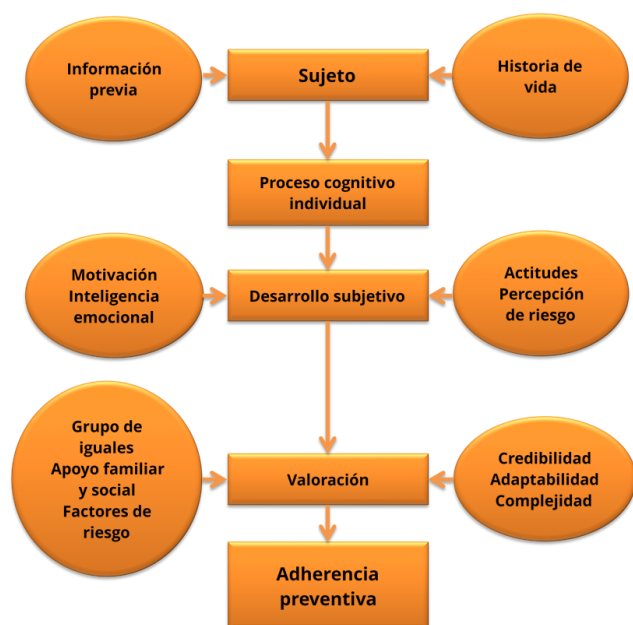 Información
previa
Sujeto
Historia de
vida
Proceso cognitivo
individual
Motivación
Inteligencia
emocional
Desarrollo subjetivo
Actitudes
Percepción
de riesgo
Grupo de
iguales
Apoyo familiar
y social
Factores de
riesgo
Valoración
Credibilidad
Adaptabilidad
Complejidad
Adherencia
preventiva